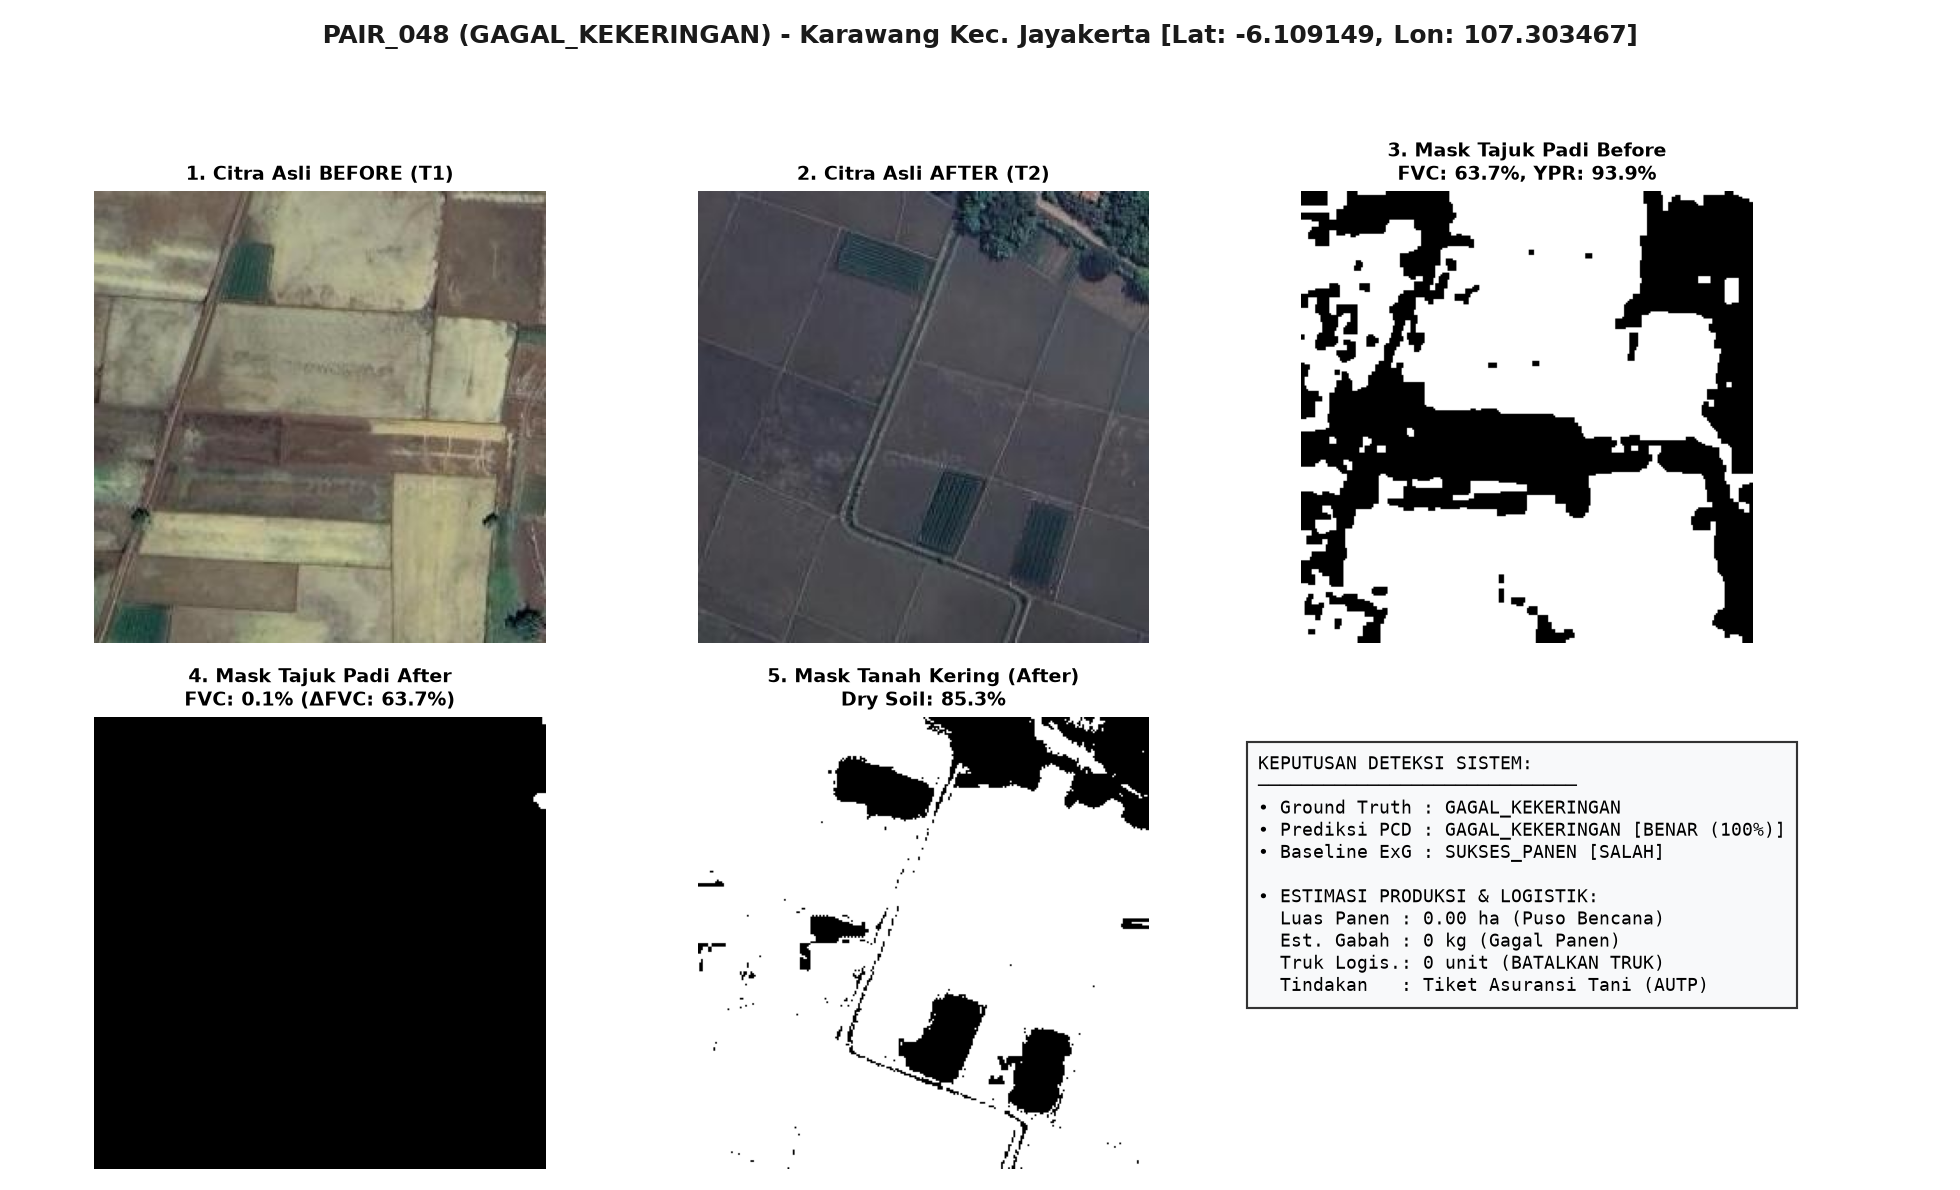 PAIR_048 (GAGAL_KEKERINGAN) - Karawang Kec. Jayakerta [Lat: -6.109149, Lon: 107.303467]
1. Citra Asli BEFORE (T1)
2. Citra Asli AFTER (T2)
3. Mask Tajuk Padi Before
FVC: 63.7%, YPR: 93.9%
4. Mask Tajuk Padi After
FVC: 0.1% (ΔFVC: 63.7%)
5. Mask Tanah Kering (After)
Dry Soil: 85.3%
KEPUTUSAN DETEKSI SISTEM:
• Ground Truth : GAGAL_KEKERINGAN
• Prediksi PCD : GAGAL_KEKERINGAN [BENAR (100%)]
• Baseline ExG : SUKSES_PANEN [SALAH]
• ESTIMASI PRODUKSI & LOGISTIK:
Luas Panen : 0.00 ha (Puso Bencana)
Est. Gabah : 0 kg (Gagal Panen)
Truk Logis.: 0 unit (BATALKAN TRUK)
Tindakan   : Tiket Asuransi Tani (AUTP)